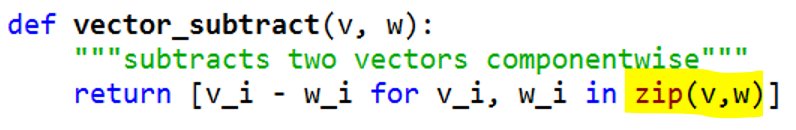 def vector_subtract(v, w):
    """subtracts two vectors componentwise"""
    return [v_i - w_i for v_i, w_i in zip(v,w)]